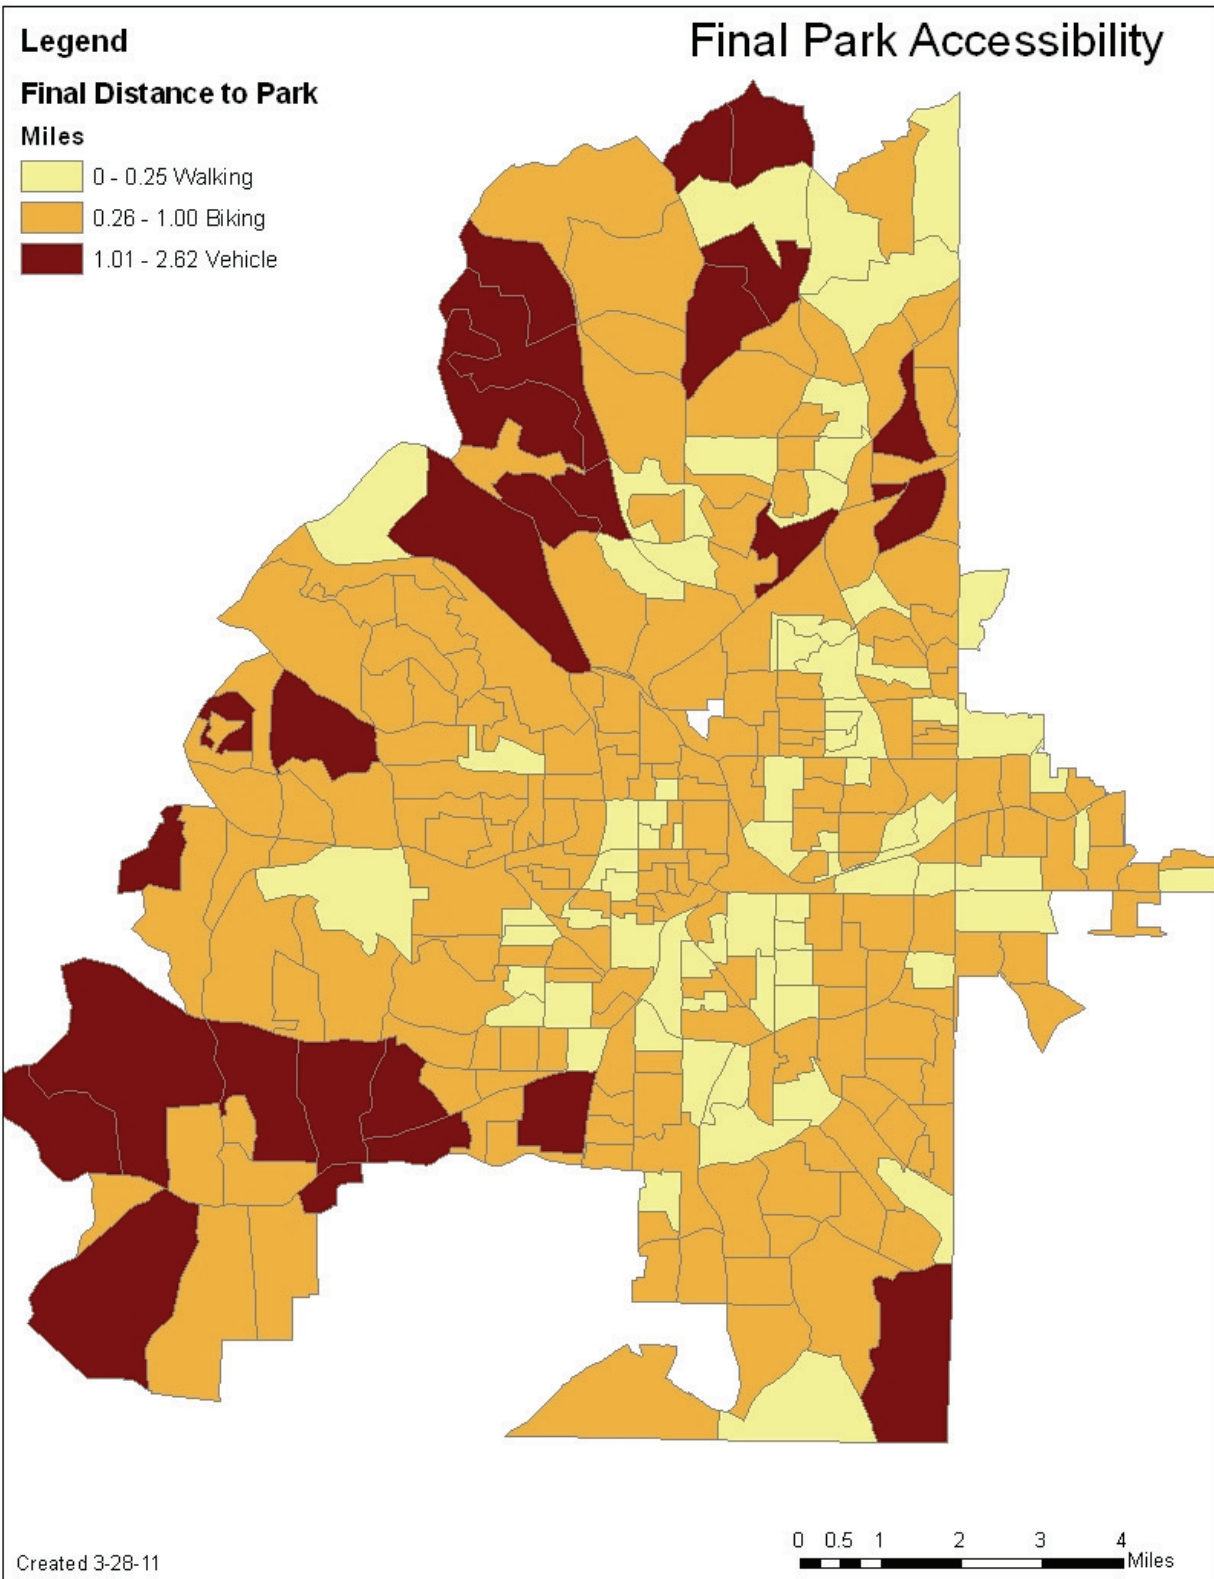 Final Park Accessibility
Legend
Final Distance to Park
Miles
0 - 0.25 Walking
0.26 - 1.00 Biking
1.01 - 2.62 Vehicle
0 0.5 1 2 3 4
Miles
Created 3-28-11